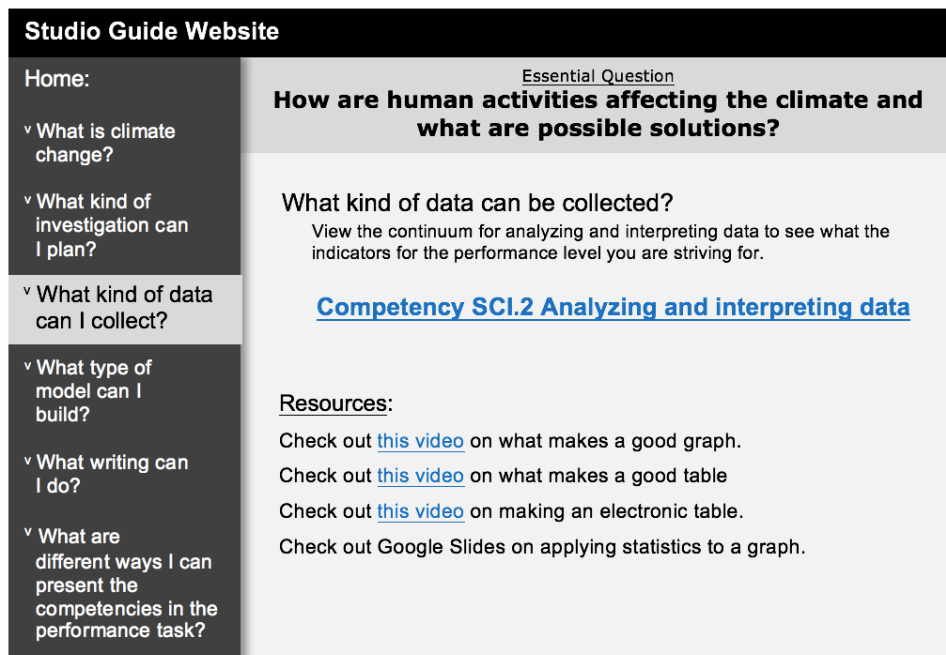 Studio Guide Website
Home:
v What is climate
change?
v What kind of
investigation can
I plan?
v What kind of data
can I collect?
v What type of
model can I
build?
v What writing can
I do?
v What are
different ways I can
present the
competencies in the
performance task?
Essential Question
How are human activities affecting the climate and
what are possible solutions?
What kind of data can be collected?
View the continuum for analyzing and interpreting data to see what the
indicators for the performance level you are striving for.
Competency SCI.2 Analyzing and interpreting data
Resources:
Check out this video on what makes a good graph.
Check out this video on what makes a good table
Check out this video on making an electronic table.
Check out Google Slides on applying statistics to a graph.